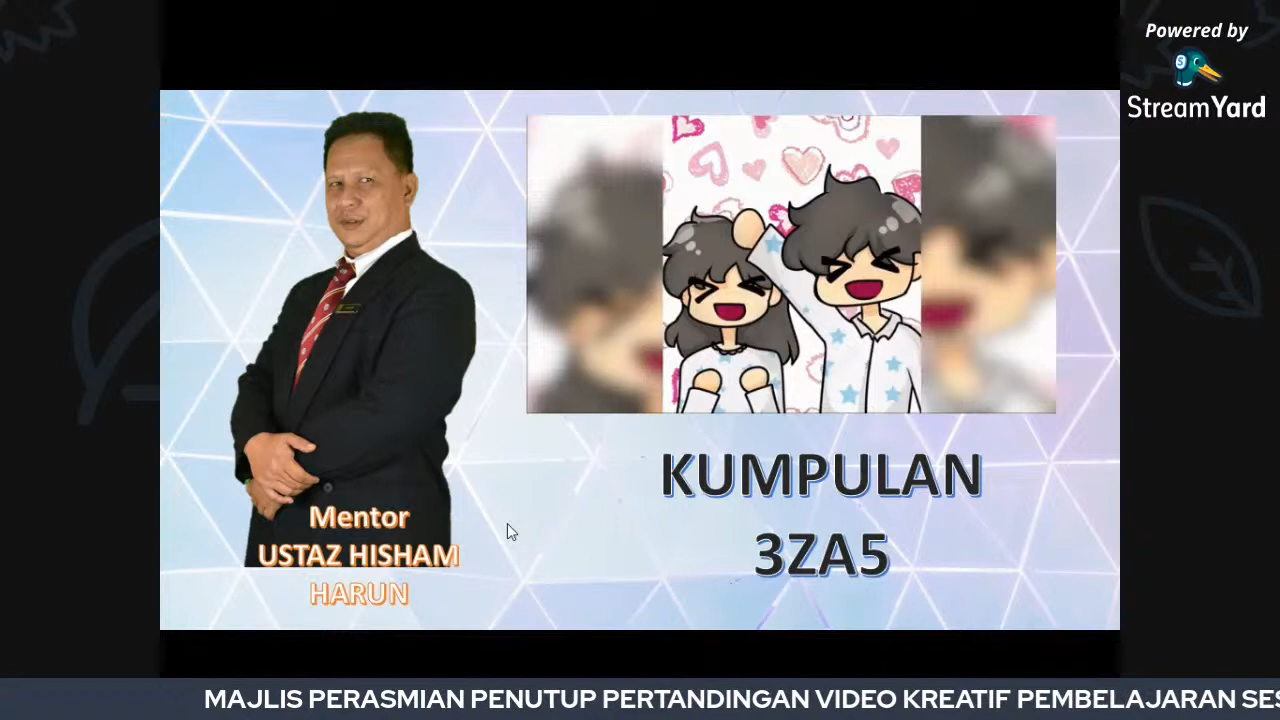 Powered by
StreamYard
KUMPULAN
3ZA5
Mentor
USTAZ HISHAM
HARUN
MAJLIS PERASMIAN PENUTUP PERTANDINGAN VIDEO KREATIF PEMBELAJARAN SES